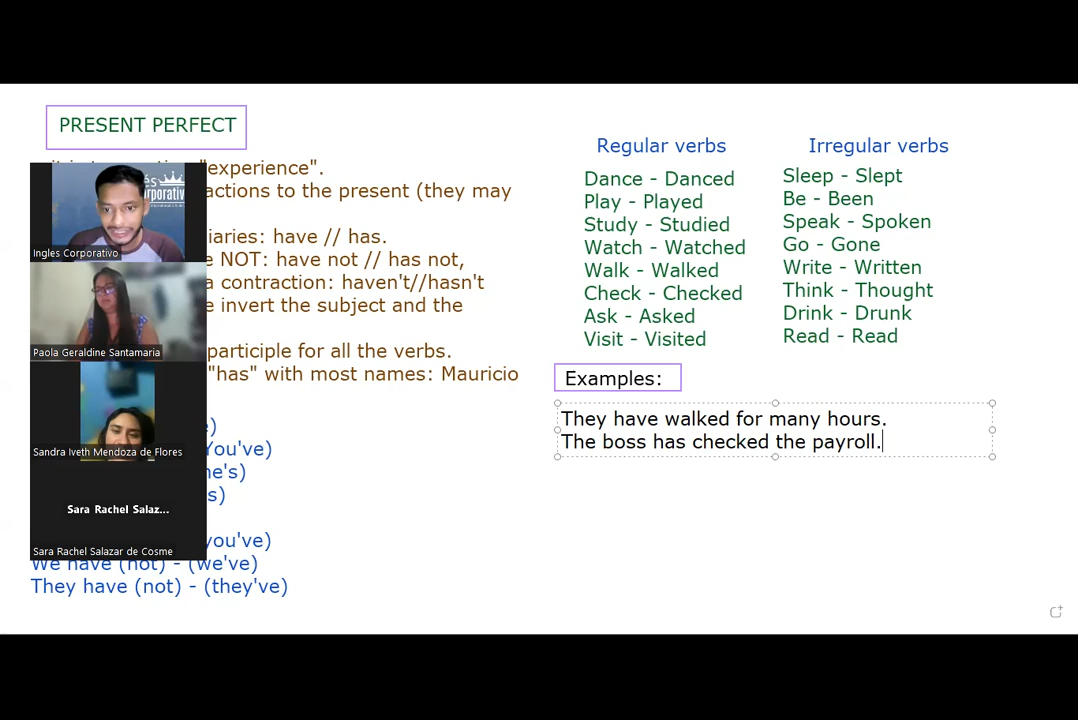 PRESENT PERFECT
"experience".
actions to the present (they may
iaries: have // has.
e NOT: have not // has not,
a contraction: haven't//hasn't
e invert the subject and the
participle for all the verbs.
"has" with most names: Mauricio
e)
You've)
he's)
s)
you've)
We have (not) - (we've)
They have (not) - (they've)
Ingles Corporativo
Paola Geraldine Santamaria
Sandra Iveth Mendoza de Flores
Sara Rachel Salaz...
Sara Rachel Salazar de Cosme
Regular verbs
Dance - Danced
Play - Played
Study - Studied
Watch - Watched
Walk - Walked
Check - Checked
Ask - Asked
Visit - Visited
Irregular verbs
Sleep - Slept
Be - Been
Speak - Spoken
Go - Gone
Write - Written
Think - Thought
Drink - Drunk
Read - Read
Examples:
They have walked for many hours.
The boss has checked the payroll.